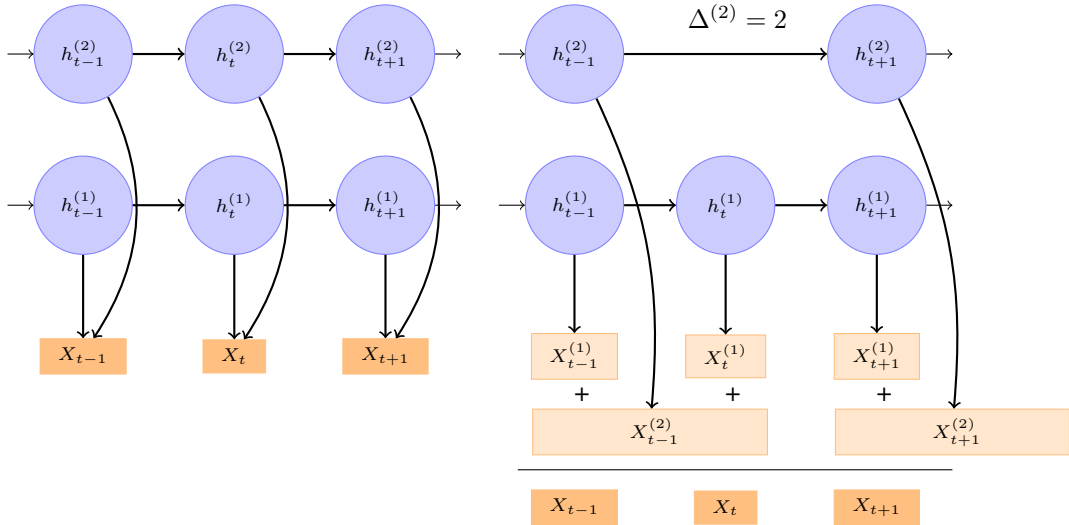 h_{t-1}^{(2)} h_t^{(2)} h_{t+1}^{(2)}
h_{t-1}^{(1)} h_t^{(1)} h_{t+1}^{(1)}
X_{t-1} X_t X_{t+1}
Δ^{(2)} = 2
h_{t-1}^{(2)} h_{t+1}^{(2)}
h_{t-1}^{(1)} h_t^{(1)} h_{t+1}^{(1)}
X_{t-1}^{(1)} X_t^{(1)} X_{t+1}^{(1)}
+ + +
X_{t-1}^{(2)} X_{t+1}^{(2)}
X_{t-1} X_t X_{t+1}